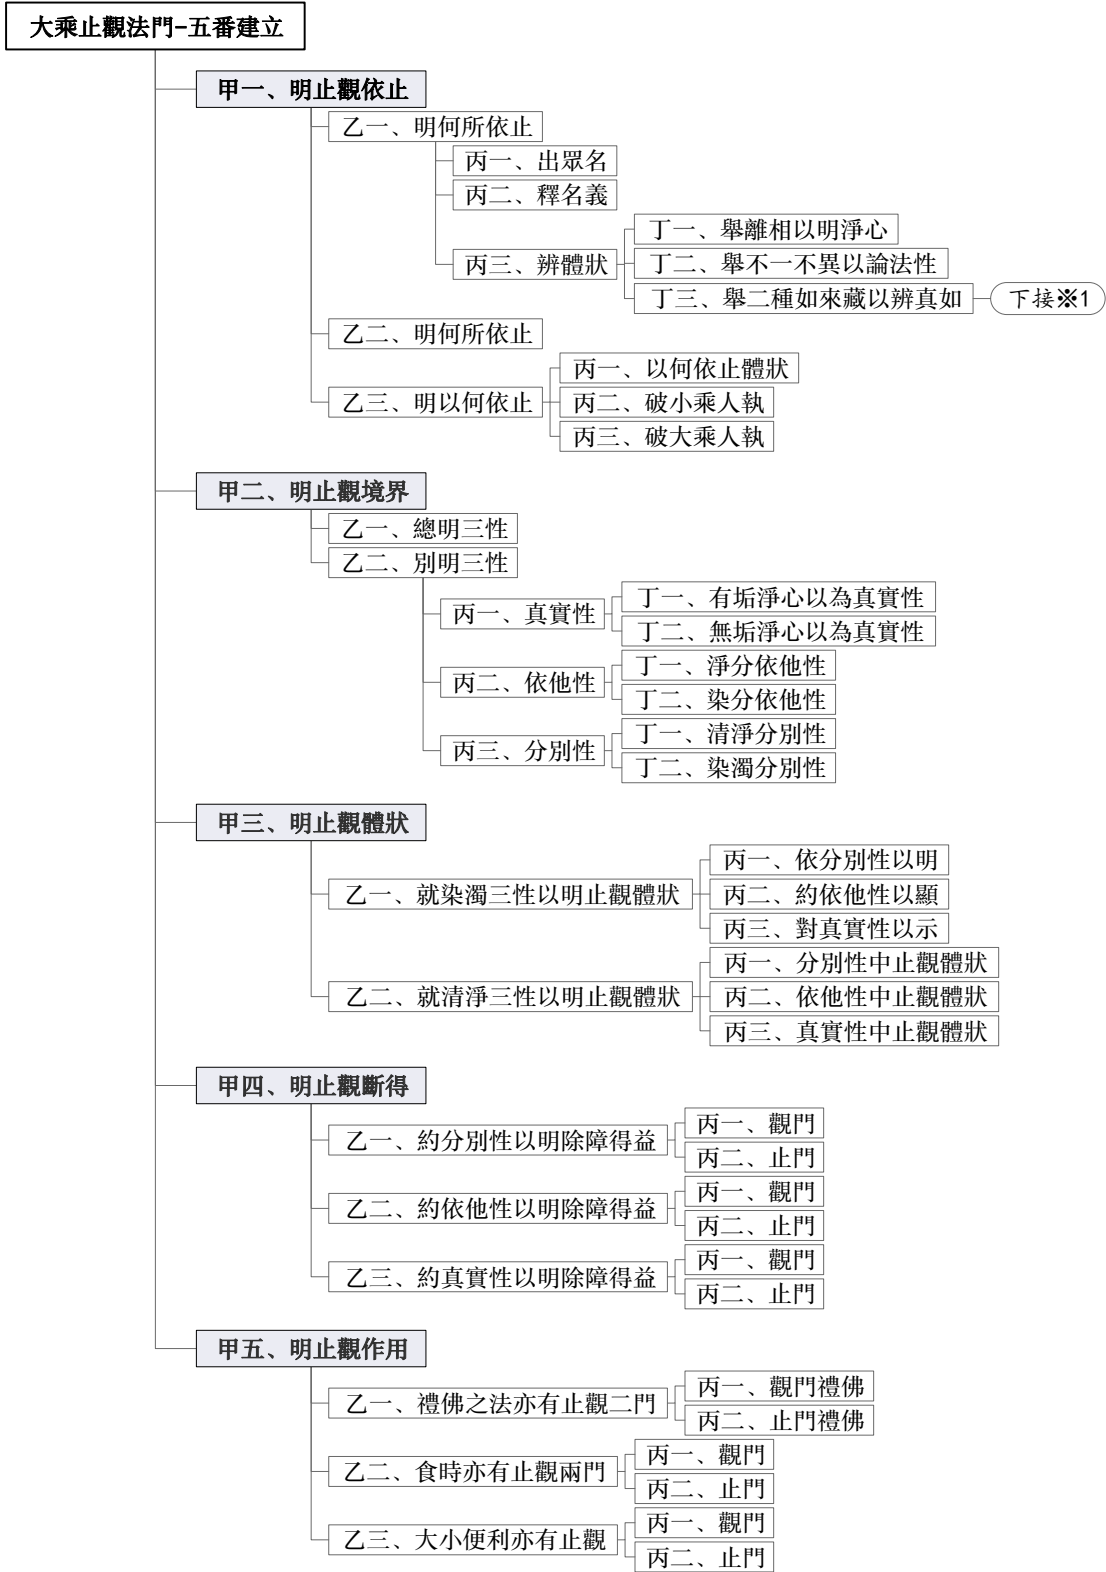 大乘止觀法門-五番建立
甲一、明止觀依止
乙一、明何所依止
丙一、出眾名
丙二、釋名義
丙三、辨體狀
丁一、舉離相以明淨心
丁二、舉不一不異以論法性
丁三、舉二種如來藏以辨真如
下接※1
乙二、明何所依止
乙三、明以何依止
丙一、以何依止體狀
丙二、破小乘人執
丙三、破大乘人執
甲二、明止觀境界
乙一、總明三性
乙二、別明三性
丙一、真實性
丁一、有垢淨心以為真實性
丁二、無垢淨心以為真實性
丙二、依他性
丁一、淨分依他性
丁二、染分依他性
丙三、分別性
丁一、清淨分別性
丁二、染濁分別性
甲三、明止觀體狀
乙一、就染濁三性以明止觀體狀
丙一、依分別性以明
丙二、約依他性以顯
丙三、對真實性以示
乙二、就清淨三性以明止觀體狀
丙一、分別性中止觀體狀
丙二、依他性中止觀體狀
丙三、真實性中止觀體狀
甲四、明止觀斷得
乙一、約分別性以明除障得益
丙一、觀門
丙二、止門
乙二、約依他性以明除障得益
丙一、觀門
丙二、止門
乙三、約真實性以明除障得益
丙一、觀門
丙二、止門
甲五、明止觀作用
乙一、禮佛之法亦有止觀二門
丙一、觀門禮佛
丙二、止門禮佛
乙二、食時亦有止觀兩門
丙一、觀門
丙二、止門
乙三、大小便利亦有止觀
丙一、觀門
丙二、止門